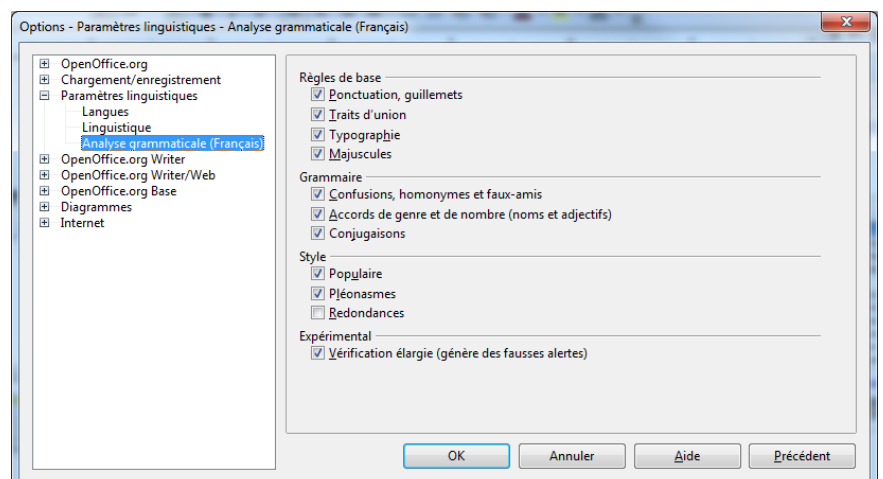 Options - Paramètres linguistiques - Analyse grammaticale (Français)
OpenOffice.org
Chargement/enregistrement
Paramètres linguistiques
Langues
Linguistique
Analyse grammaticale (Français)
OpenOffice.org Writer
OpenOffice.org Writer/Web
OpenOffice.org Base
Diagrammes
Internet
Règles de base
Ponctuation, guillemets
Traits d'union
Typographie
Majuscules
Grammaire
Confusions, homonymes et faux-amis
Accords de genre et de nombre (noms et adjectifs)
Conjugaisons
Style
Populaire
Pléonasmes
Redondances
Expérimental
Vérification élargie (génère des fausses alertes)
OK
Annuler
Aide
Précédent